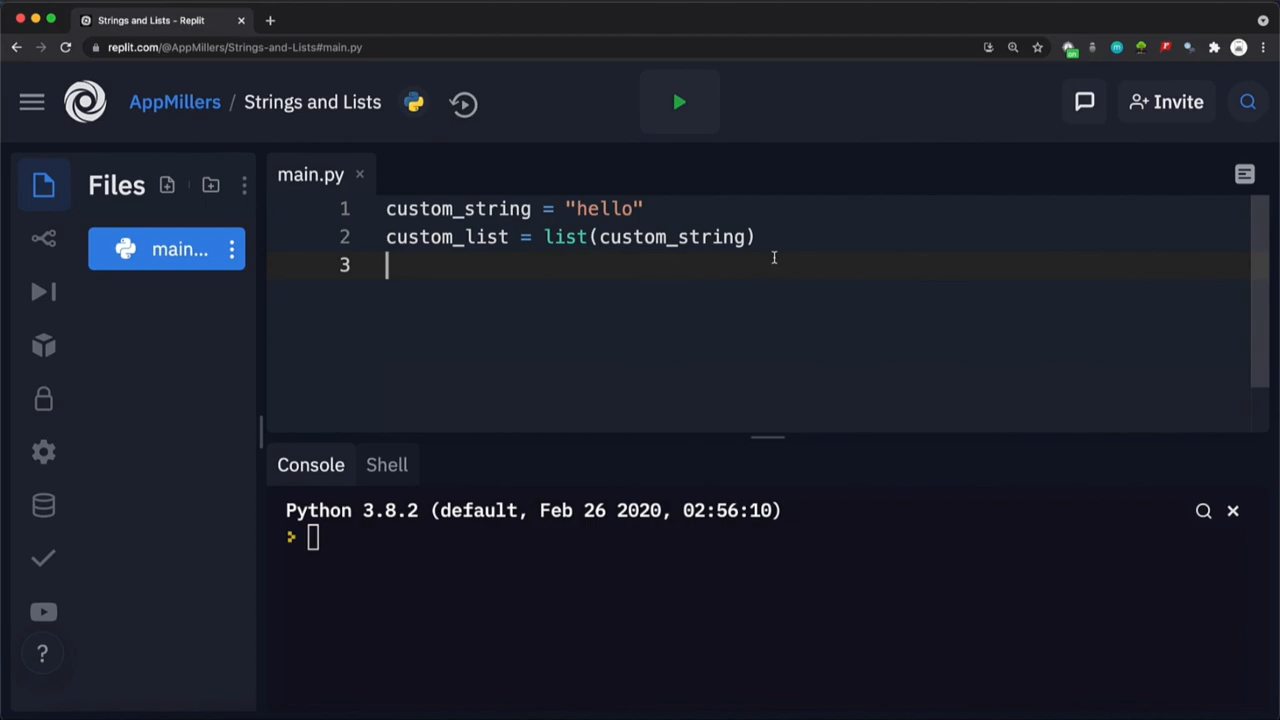 Strings and Lists - Replit
replit.com/@AppMillers/Strings-and-Lists#main.py
on
AppMillers / Strings and Lists
Invite
Files
main.py
main...
1 custom_string = "hello"
2 custom_list = list(custom_string)
3
Console Shell
Python 3.8.2 (default, Feb 26 2020, 02:56:10)
?